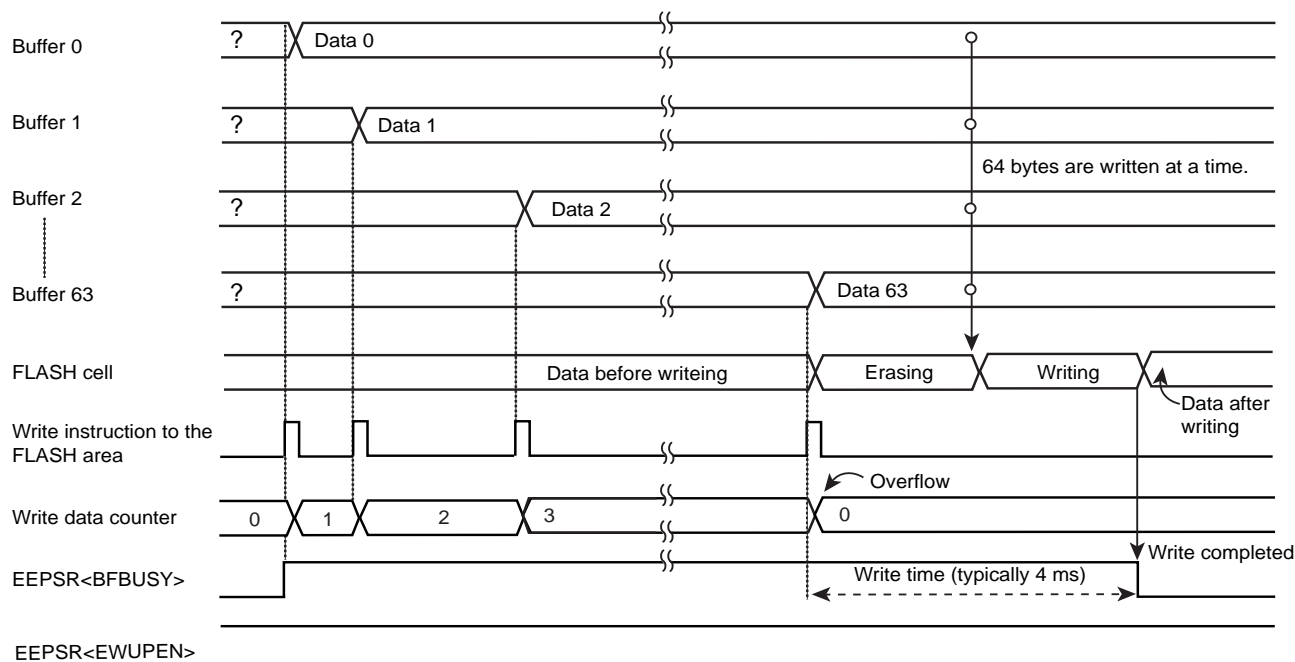 Buffer 0
?
Data 0
Buffer 1
?
Data 1
64 bytes are written at a time.
Buffer 2
?
Data 2
Buffer 63
?
Data 63
FLASH cell
Data before writeing
Erasing
Writing
Data after
writing
Write instruction to the
FLASH area
Overflow
Write data counter
0
1
2
3
0
Write completed
EEPSR<BFBUSY>
Write time (typically 4 ms)
EEPSR<EWUPEN>